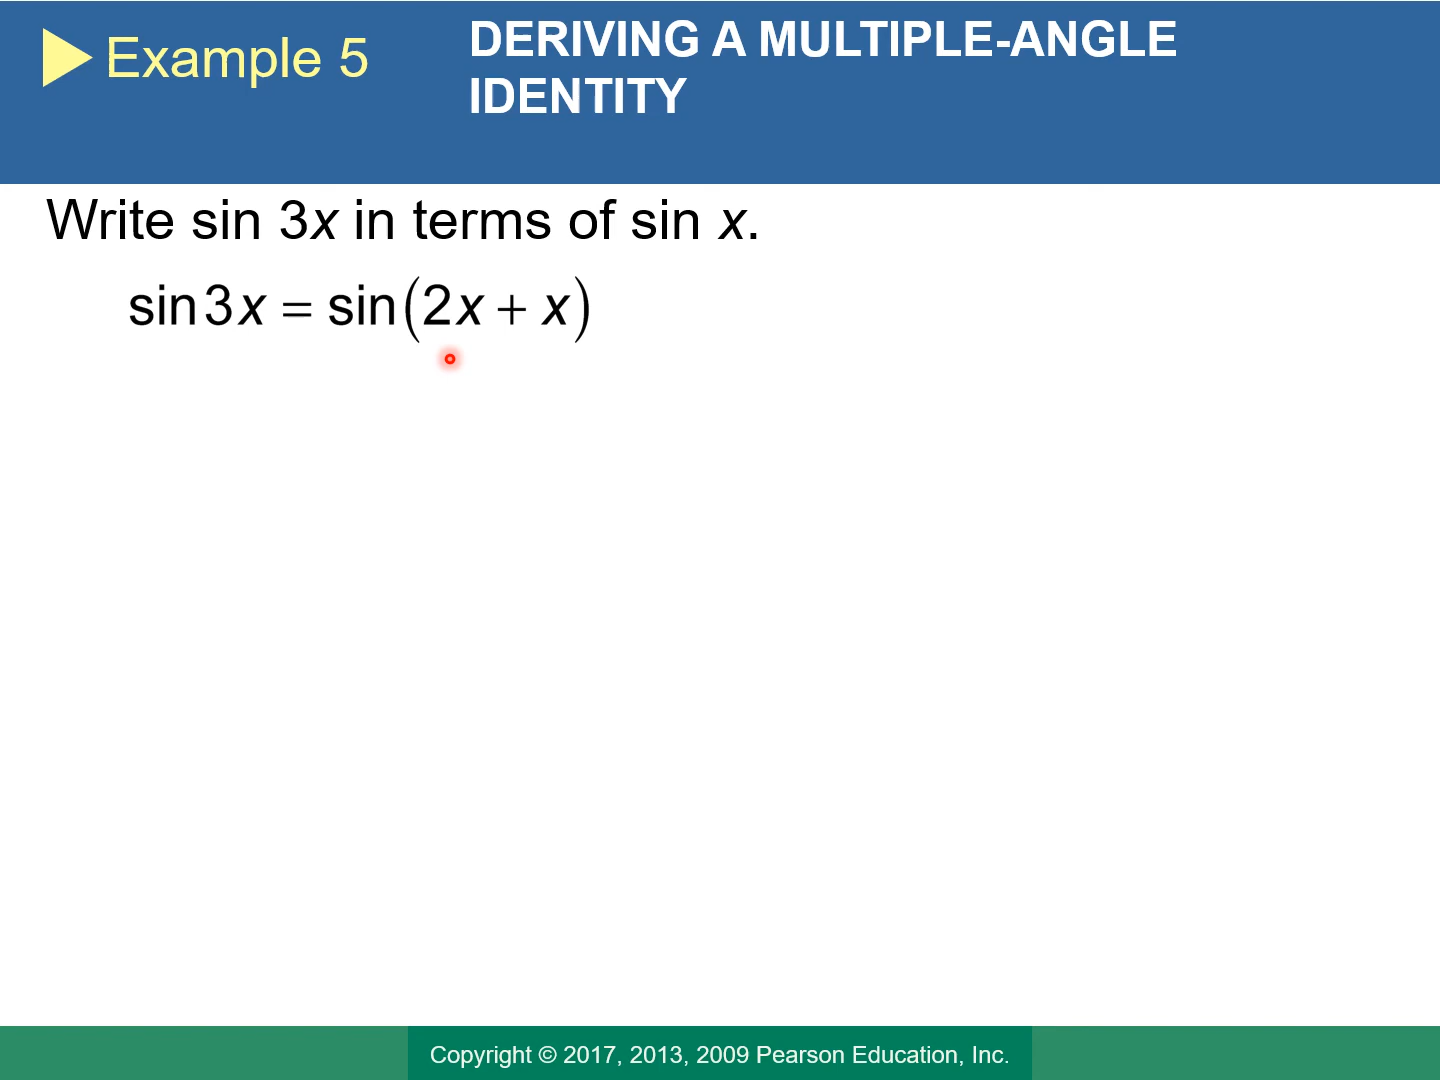 Example 5
DERIVING A MULTIPLE-ANGLE
IDENTITY
Write sin 3x in terms of sin x.
sin 3x = sin(2x + x)
Copyright © 2017, 2013, 2009 Pearson Education, Inc.